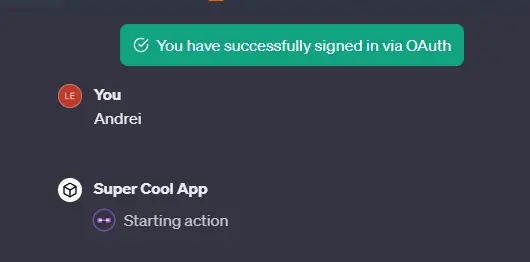 You have successfully signed in via OAuth
LE
You
Andrei
Super Cool App
Starting action